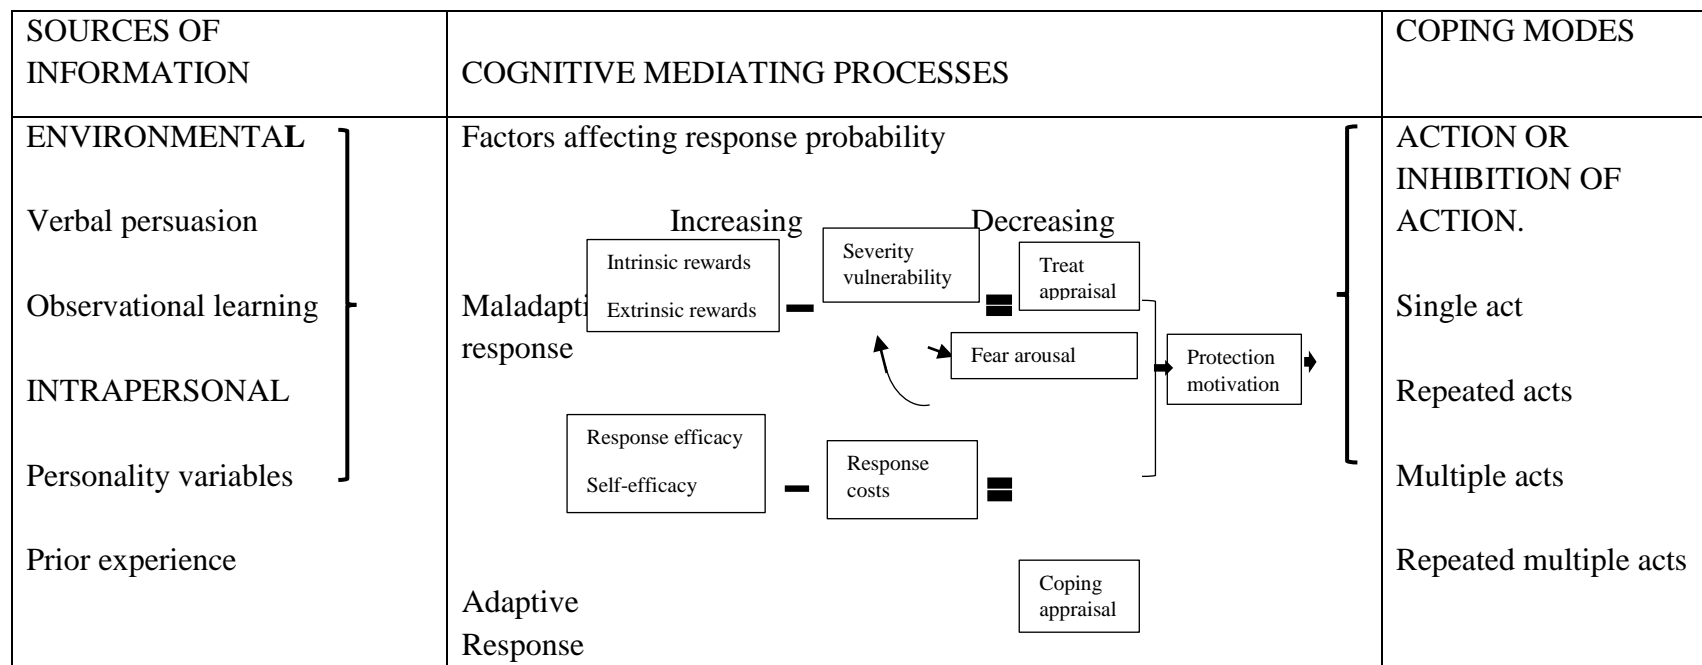 SOURCES OF
INFORMATION
COGNITIVE MEDIATING PROCESSES
COPING MODES
ENVIRONMENTAL
Verbal persuasion
Observational learning
INTRAPERSONAL
Personality variables
Prior experience
Factors affecting response probability
Increasing
Decreasing
Maladapti
response
Intrinsic rewards
Extrinsic rewards
Severity
vulnerability
Treat
appraisal
Fear arousal
Protection
motivation
Response efficacy
Self-efficacy
Response
costs
Coping
appraisal
Adaptive
Response
ACTION OR
INHIBITION OF
ACTION.
Single act
Repeated acts
Multiple acts
Repeated multiple acts